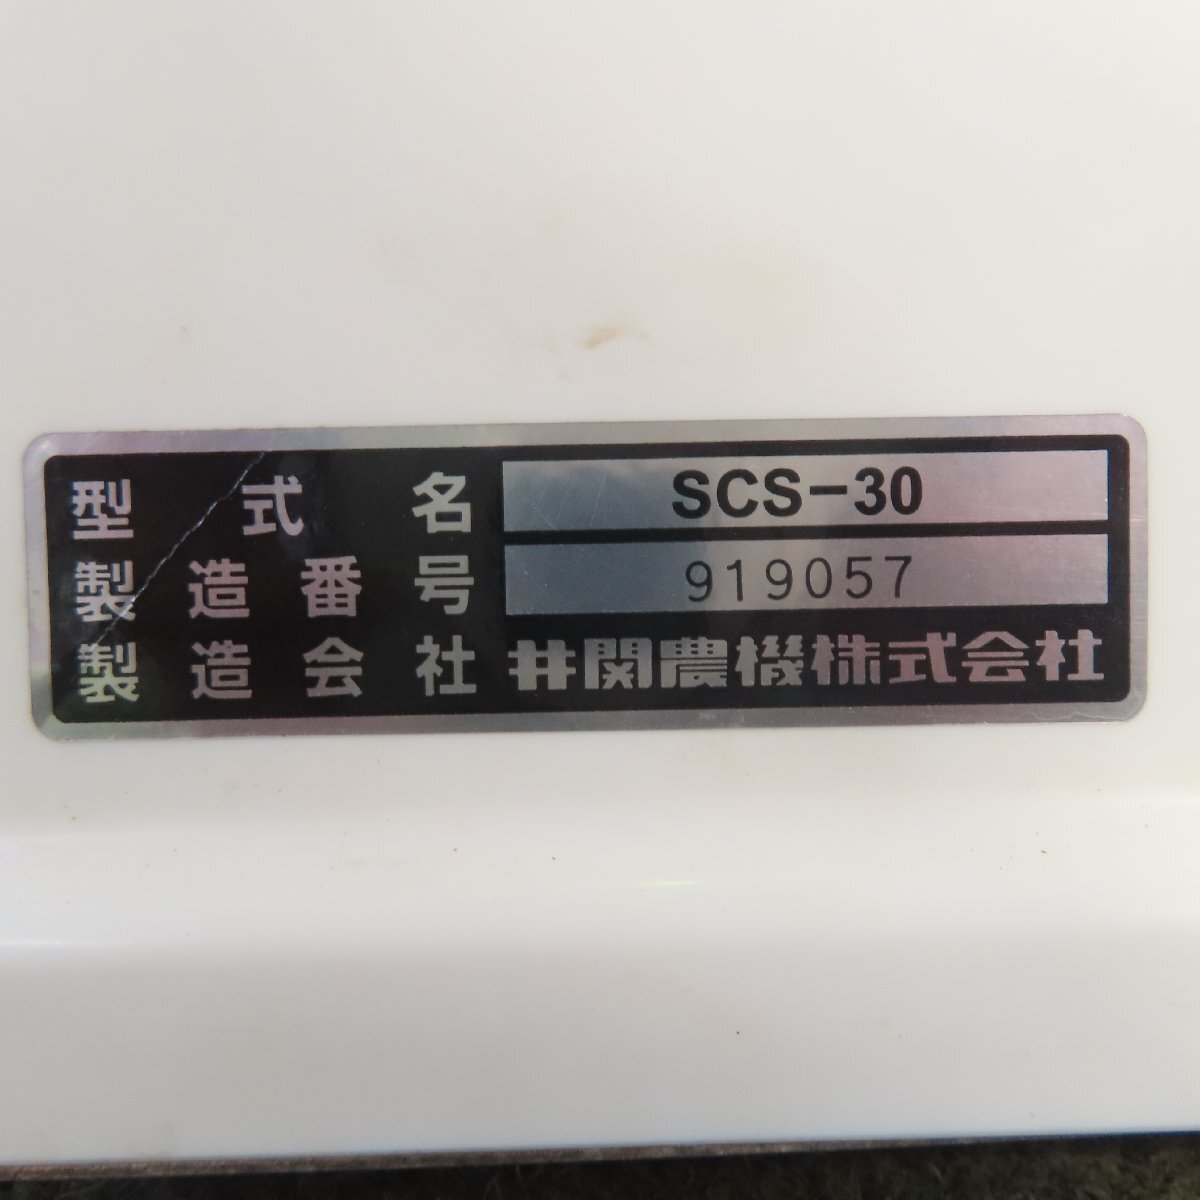 型式名 SCS-30
製造番号 919057
製造会社 井関農機株式会社